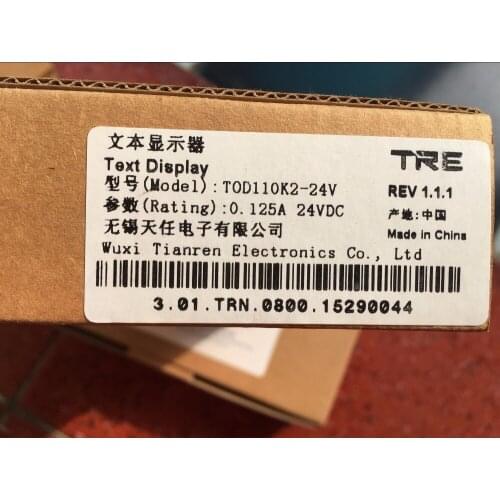 文本显示器
Text Display
型号(Model):TOD110K2-24V
参数(Rating):0.125A 24VDC
无锡天任电子有限公司
Wuxi Tianren Electronics Co., Ltd
TRE
REV 1.1.1
产地:中国
Made in China
3.01.TRN.0800.15290044